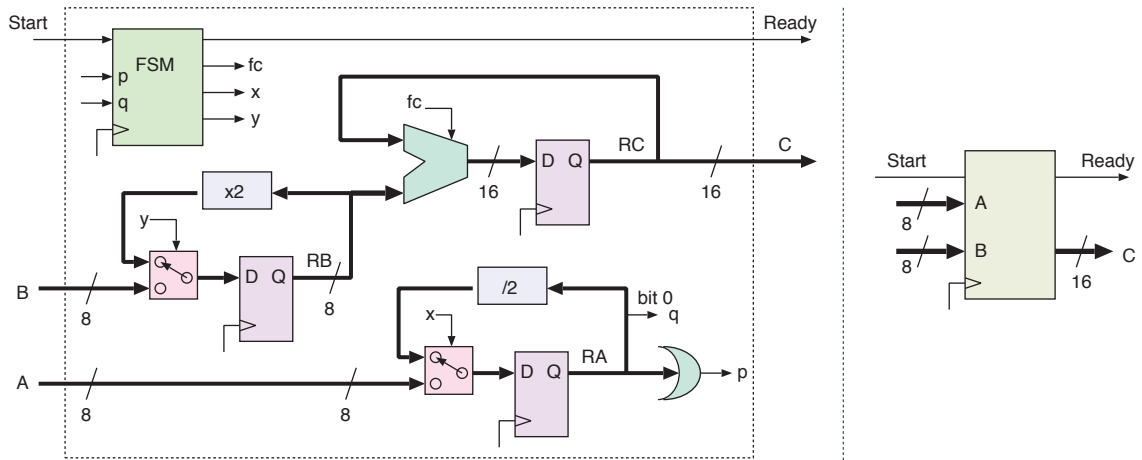 Start
Ready
FSM
p
q
fc
x
y
fc
D Q
RC
C
16
16
x2
y
D Q
RB
8
B
8
/2
bit 0
q
x
D Q
RA
p
A
8
8
Start
Ready
A
8
B
8
C
16